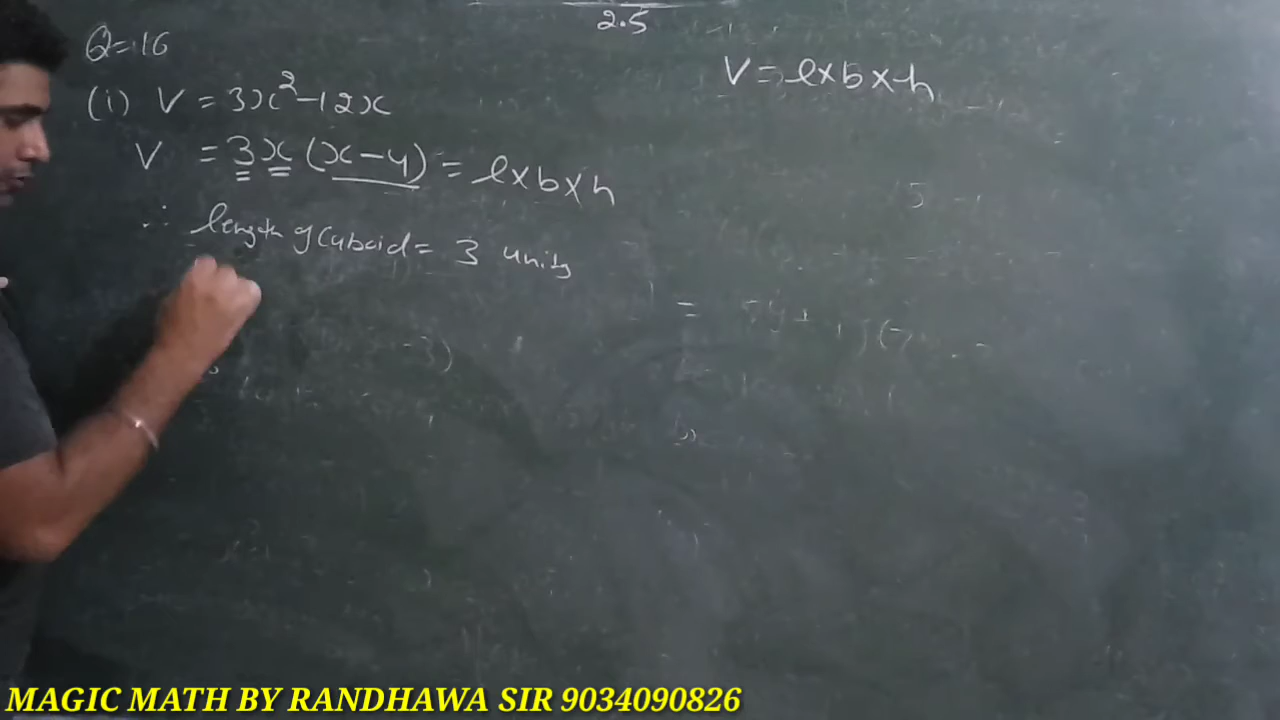 2.5
Q=16
V = l×b×h
(i) V = 3x²-12x
V = 3x(x-4) = l×b×h
∴ length of Cuboid = 3 units
MAGIC MATH BY RANDHAWA SIR 9034090826